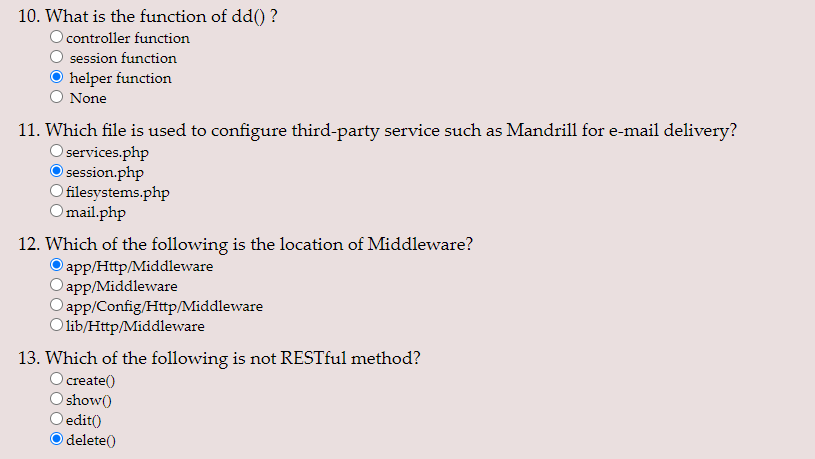 10. What is the function of dd() ?
controller function
session function
helper function
None
11. Which file is used to configure third-party service such as Mandrill for e-mail delivery?
services.php
session.php
filesystems.php
mail.php
12. Which of the following is the location of Middleware?
app/Http/Middleware
app/Middleware
app/Config/Http/Middleware
lib/Http/Middleware
13. Which of the following is not RESTful method?
create()
show()
edit()
delete()